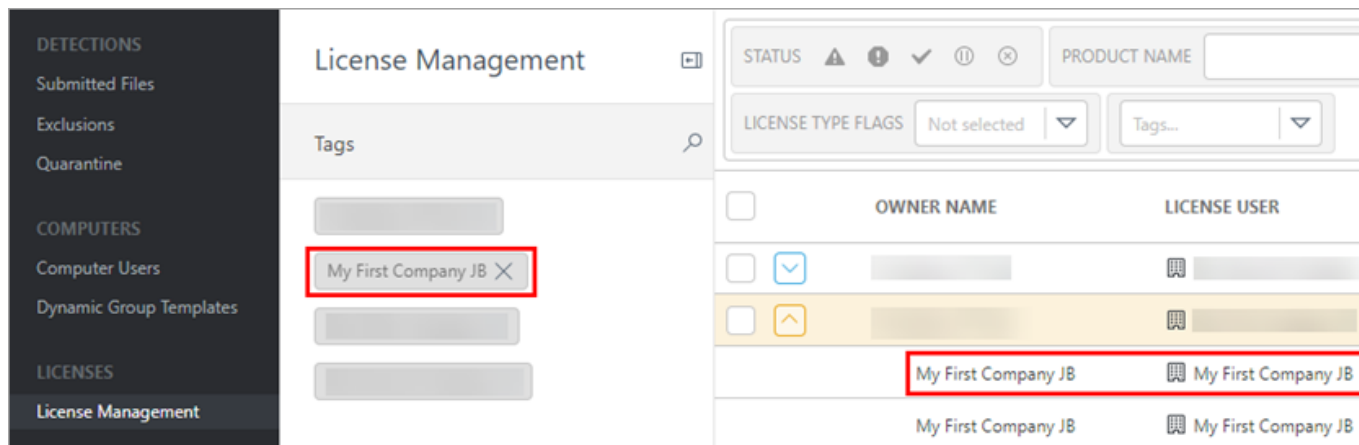 DETECTIONS
Submitted Files
Exclusions
Quarantine
COMPUTERS
Computer Users
Dynamic Group Templates
LICENSES
License Management
License Management
Tags
My First Company JB
STATUS
PRODUCT NAME
LICENSE TYPE FLAGS Not selected
Tags...
OWNER NAME LICENSE USER
My First Company JB My First Company JB
My First Company JB My First Company JB